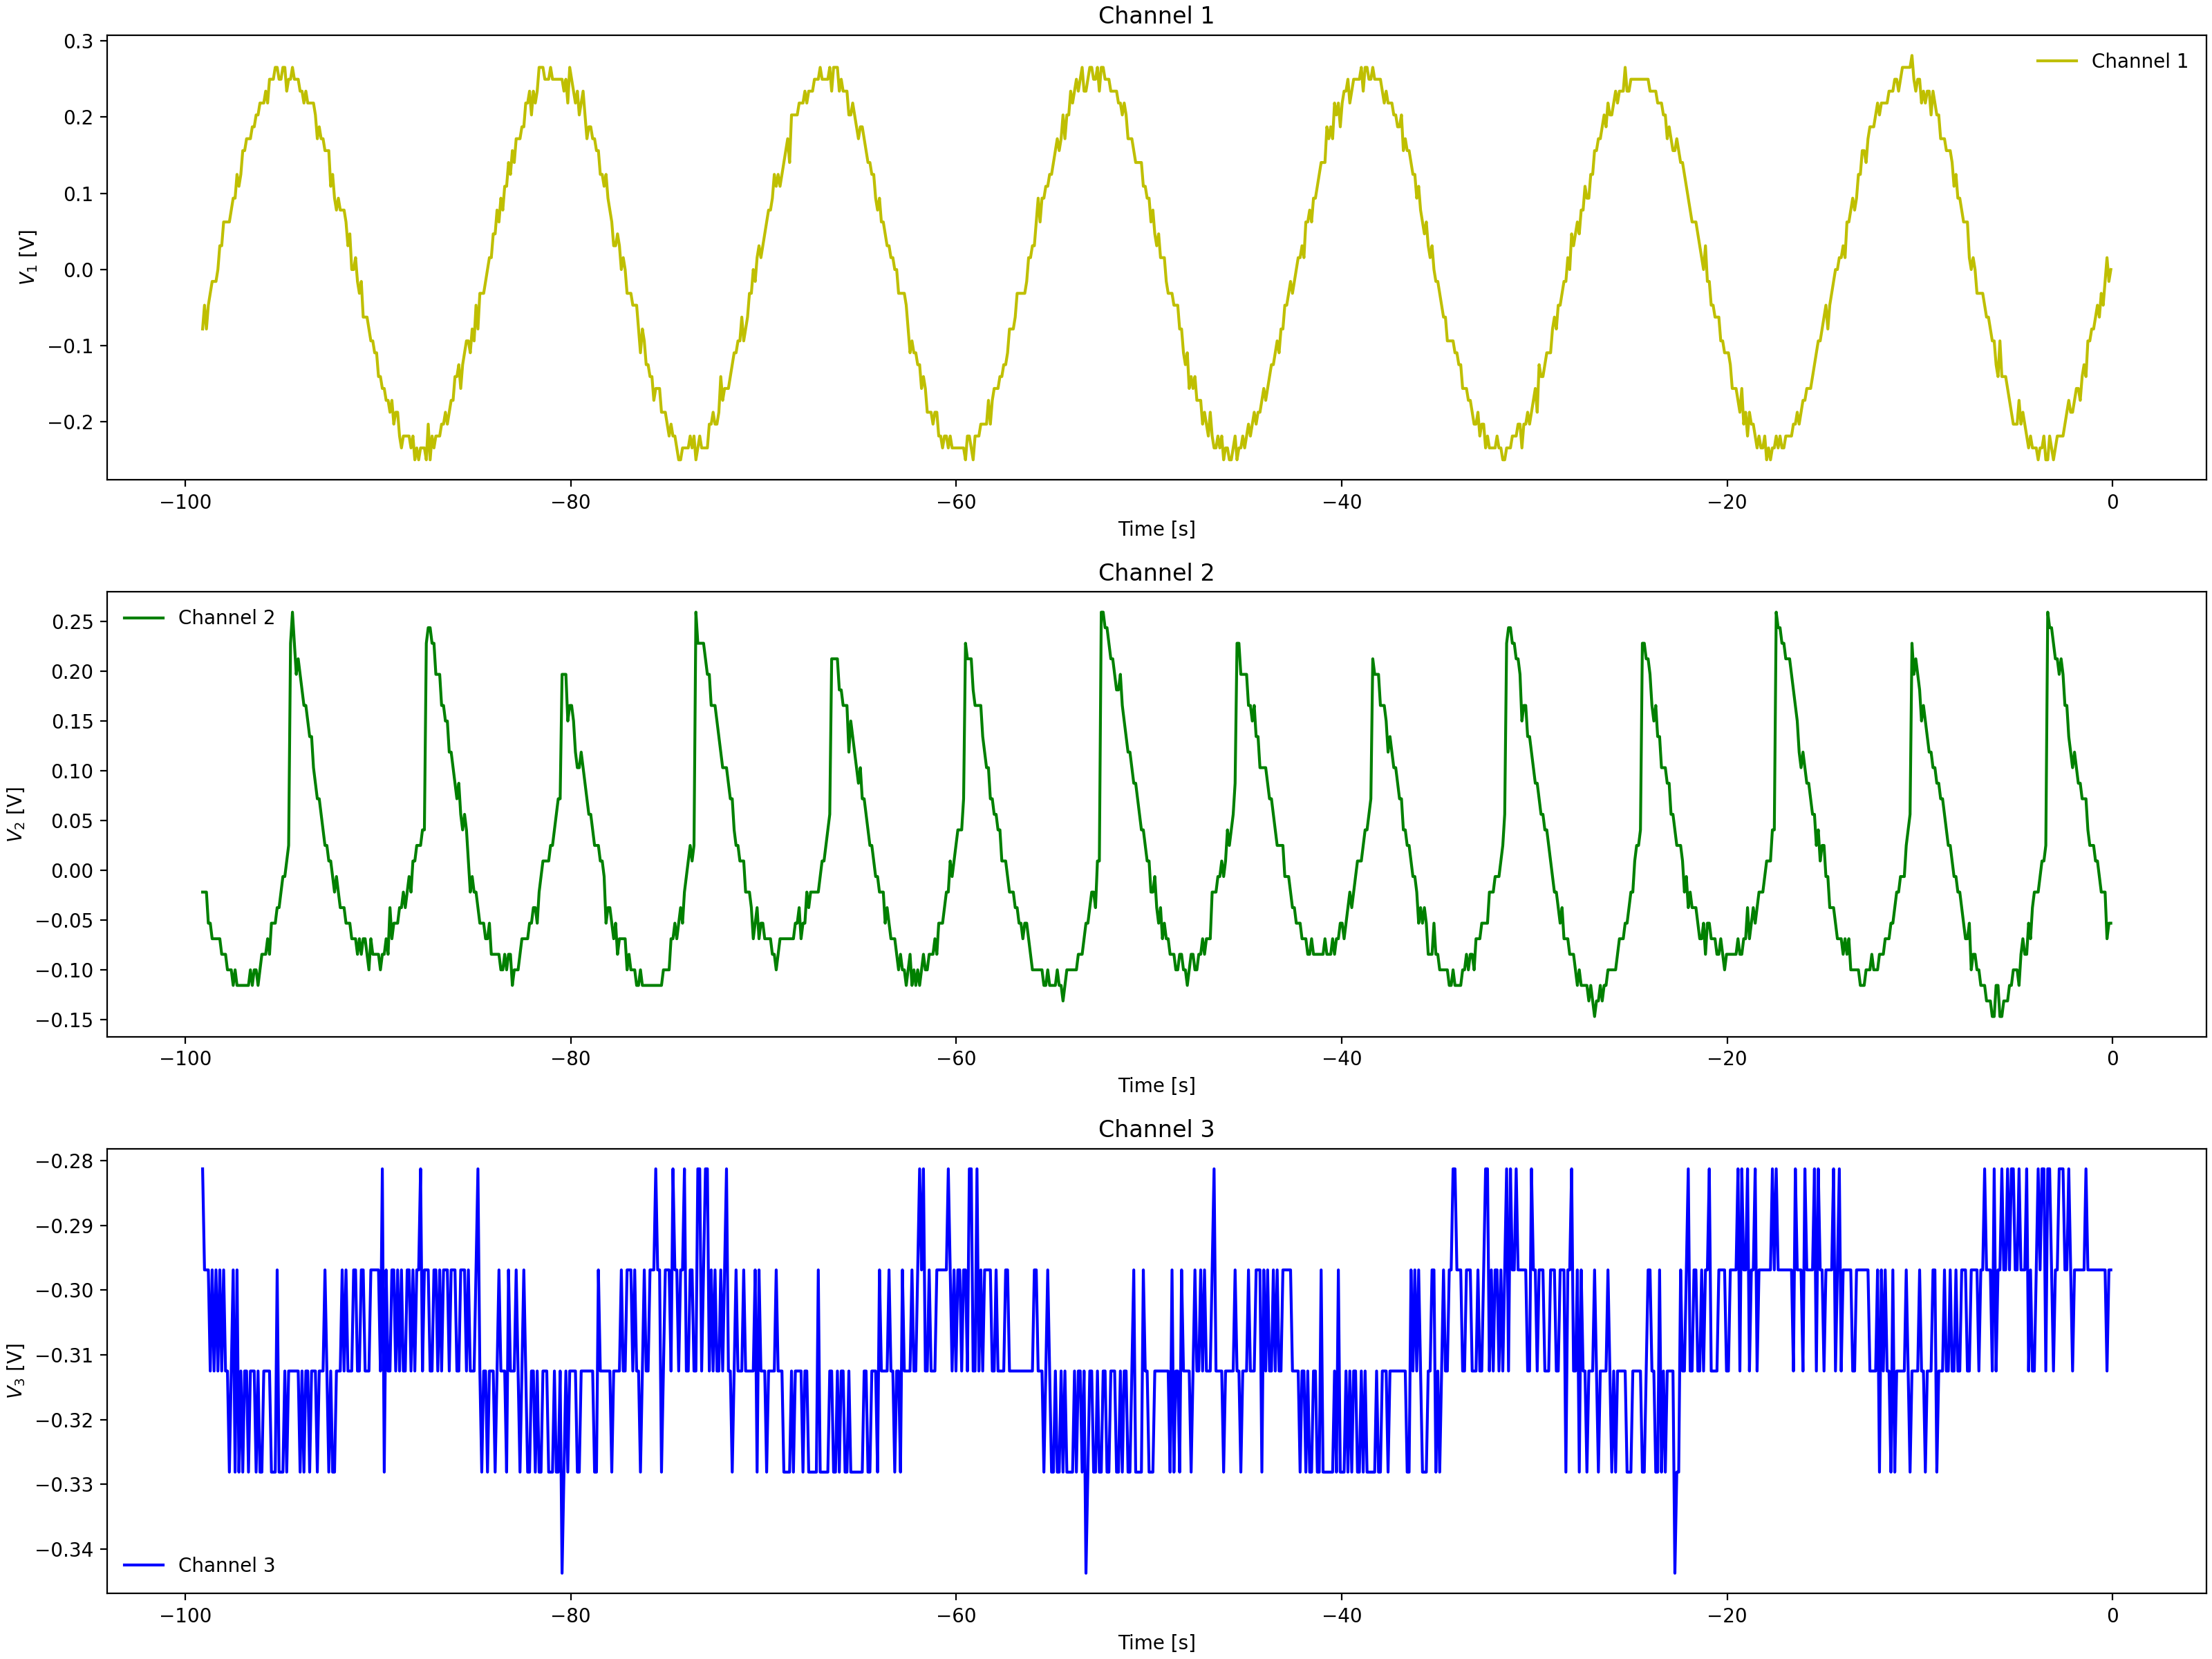 Channel 1
0.3
0.2
0.1
0.0
−0.1
−0.2
V₁ [V]
Channel 1
−100 −80 −60 −40 −20 0
Time [s]
Channel 2
0.25
0.20
0.15
0.10
0.05
0.00
−0.05
−0.10
−0.15
V₂ [V]
Channel 2
−100 −80 −60 −40 −20 0
Time [s]
Channel 3
−0.28
−0.29
−0.30
−0.31
−0.32
−0.33
−0.34
V₃ [V]
Channel 3
−100 −80 −60 −40 −20 0
Time [s]